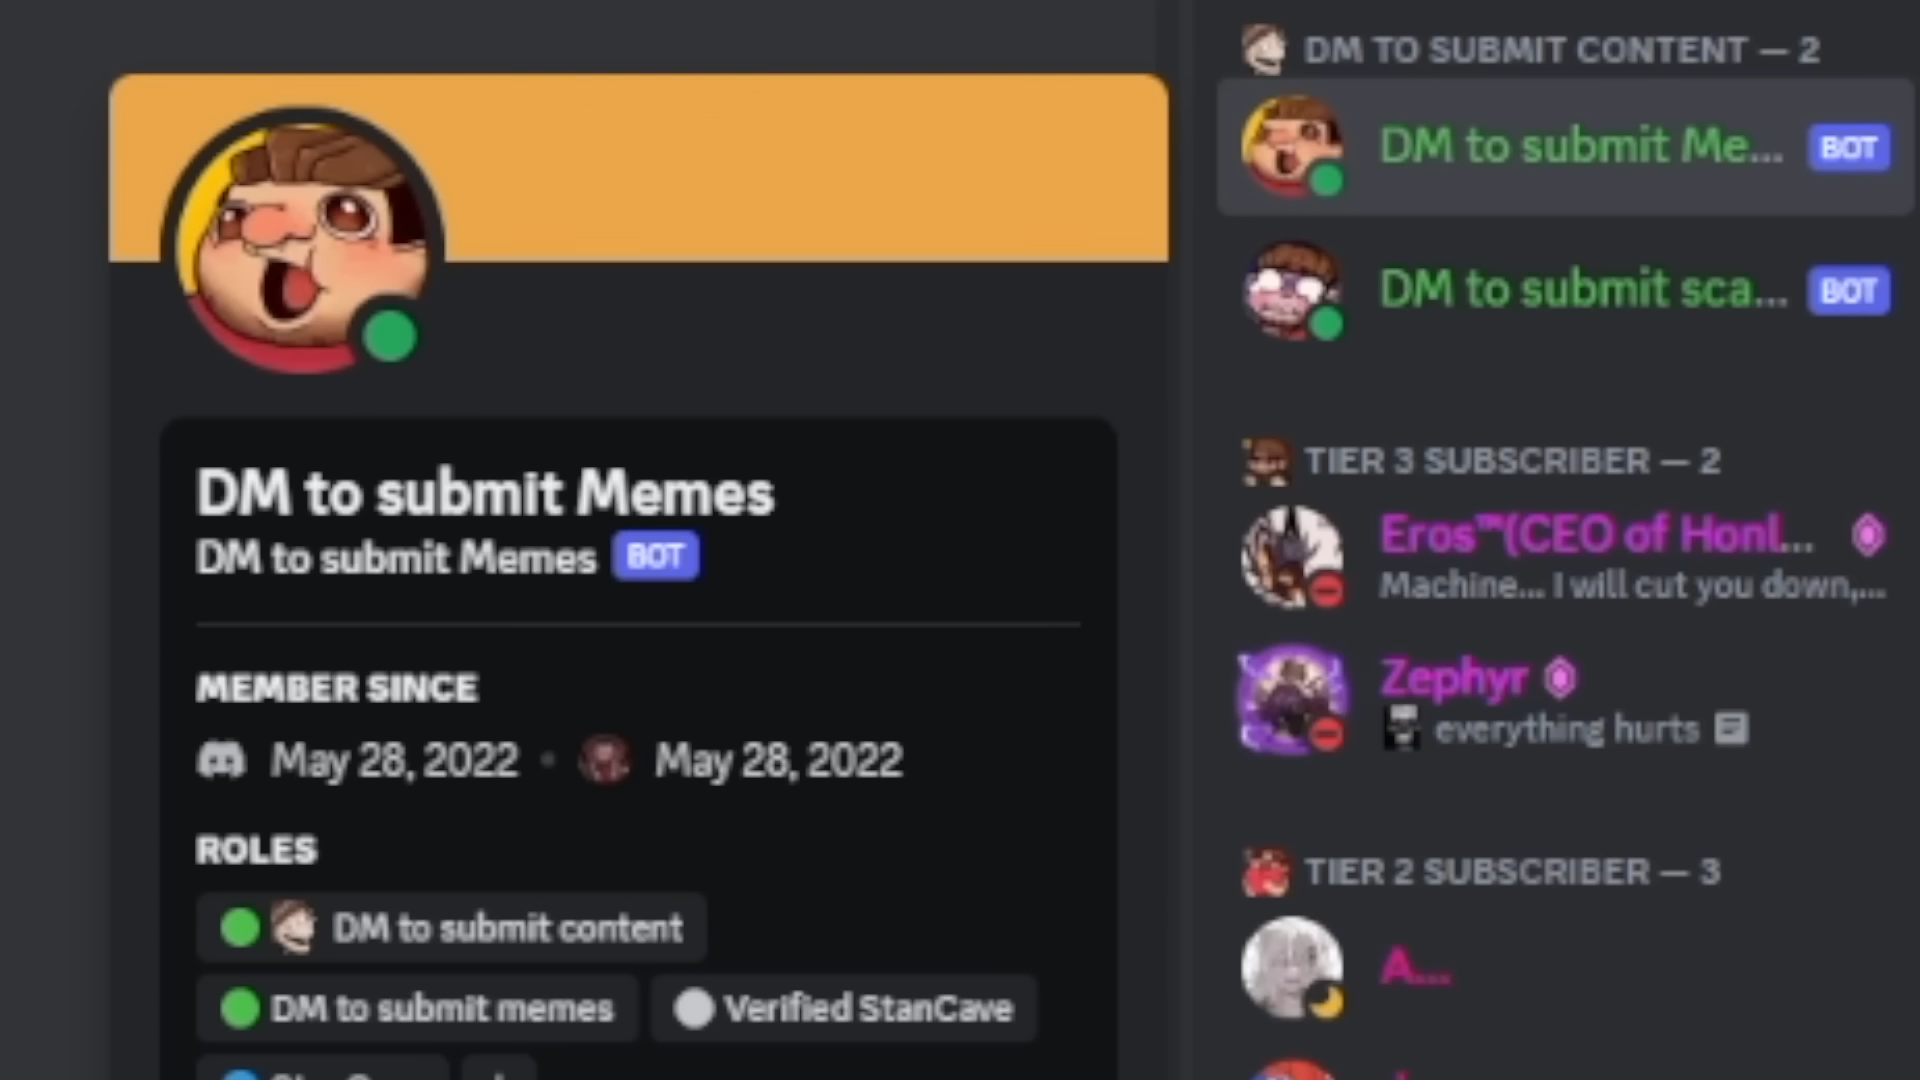 DM to submit Memes
DM to submit Memes BOT
MEMBER SINCE
May 28, 2022 • May 28, 2022
ROLES
DM to submit content
DM to submit memes Verified StanCave
DM TO SUBMIT CONTENT — 2
DM to submit Me... BOT
DM to submit sca... BOT
TIER 3 SUBSCRIBER — 2
Eros™(CEO of Honl...
Machine... I will cut you down,...
Zephyr
everything hurts
TIER 2 SUBSCRIBER — 3
A...